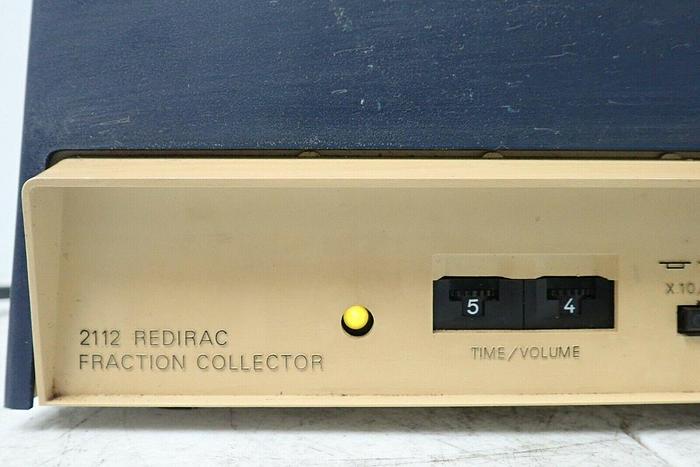 2112 REDIRAC
FRACTION COLLECTOR
5 4
TIME/VOLUME
X.10